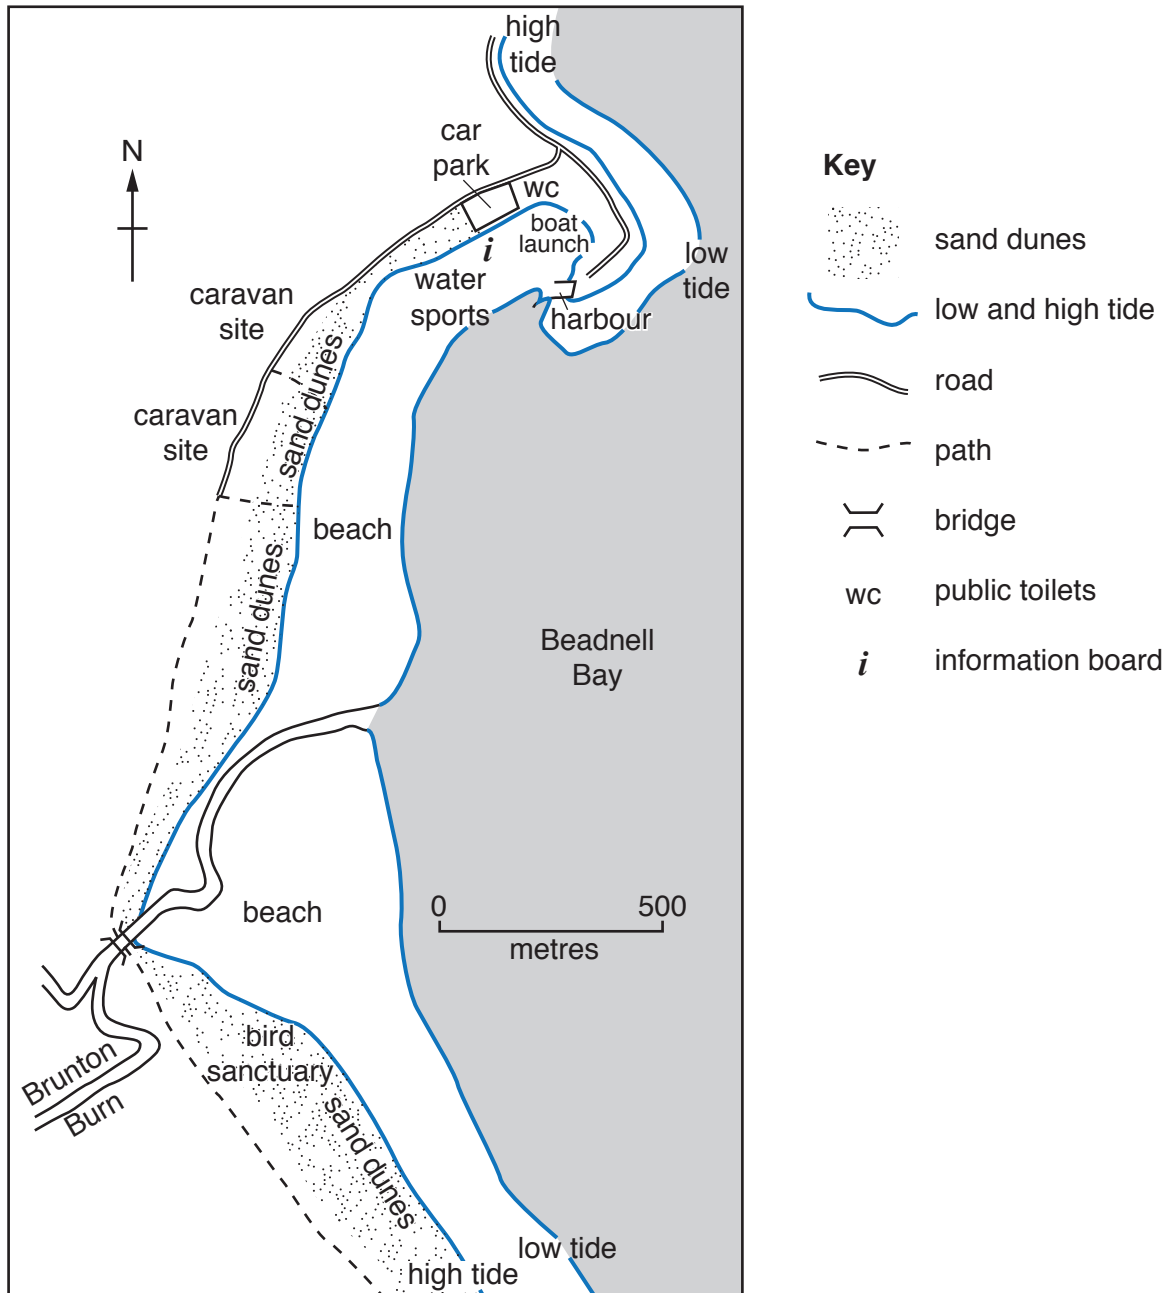 high
tide
N
car
park
wc
boat
launch
i
water
sports
low
tide
harbour
caravan
site
sand dunes
caravan
site
beach
sand dunes
Beadnell
Bay
beach
0 500
metres
bird
sanctuary
Brunton
Burn
sand dunes
low tide
high tide
Key
sand dunes
low and high tide
road
path
bridge
wc public toilets
i information board